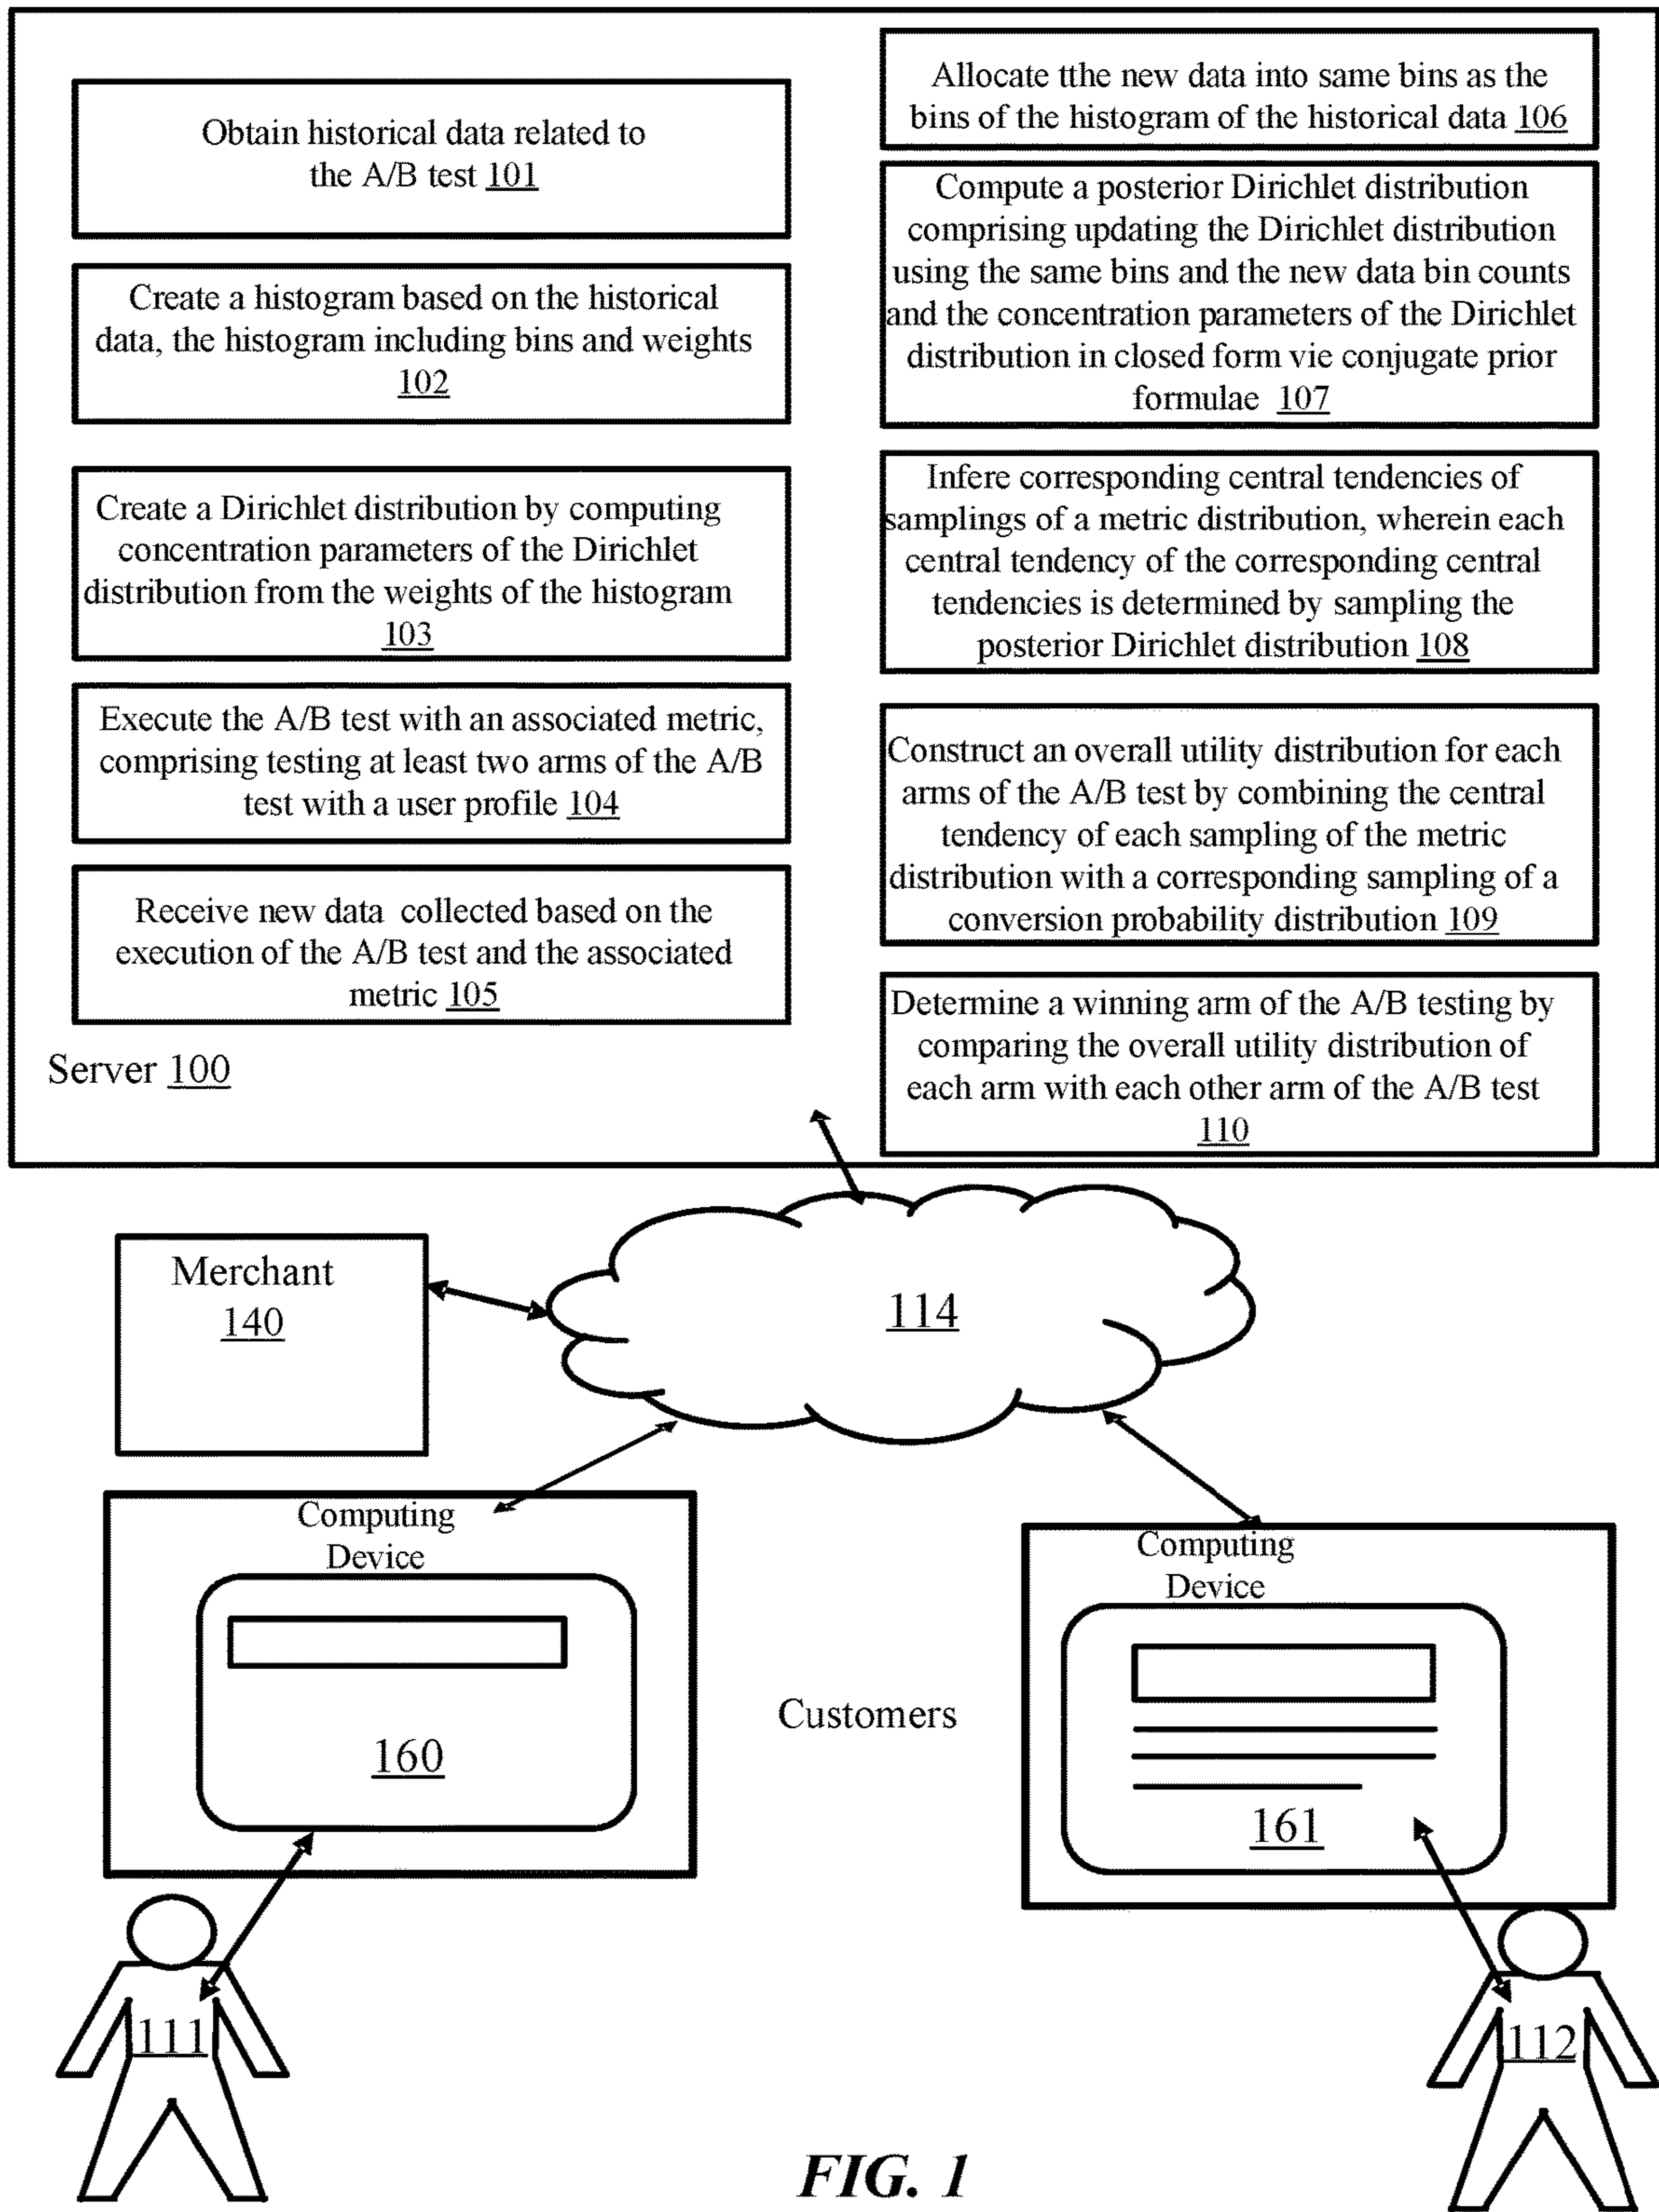 Obtain historical data related to
the A/B test 101
Create a histogram based on the historical
data, the histogram including bins and weights
102
Create a Dirichlet distribution by computing
concentration parameters of the Dirichlet
distribution from the weights of the histogram
103
Execute the A/B test with an associated metric,
comprising testing at least two arms of the A/B
test with a user profile 104
Receive new data collected based on the
execution of the A/B test and the associated
metric 105
Server 100
Allocate tthe new data into same bins as the
bins of the histogram of the historical data 106
Compute a posterior Dirichlet distribution
comprising updating the Dirichlet distribution
using the same bins and the new data bin counts
and the concentration parameters of the Dirichlet
distribution in closed form vie conjugate prior
formulae 107
Infere corresponding central tendencies of
samplings of a metric distribution, wherein each
central tendency of the corresponding central
tendencies is determined by sampling the
posterior Dirichlet distribution 108
Construct an overall utility distribution for each
arms of the A/B test by combining the central
tendency of each sampling of the metric
distribution with a corresponding sampling of a
conversion probability distribution 109
Determine a winning arm of the A/B testing by
comparing the overall utility distribution of
each arm with each other arm of the A/B test
110
Merchant
140
114
Computing
Device
160
Customers
Computing
Device
161
111
112
FIG. 1